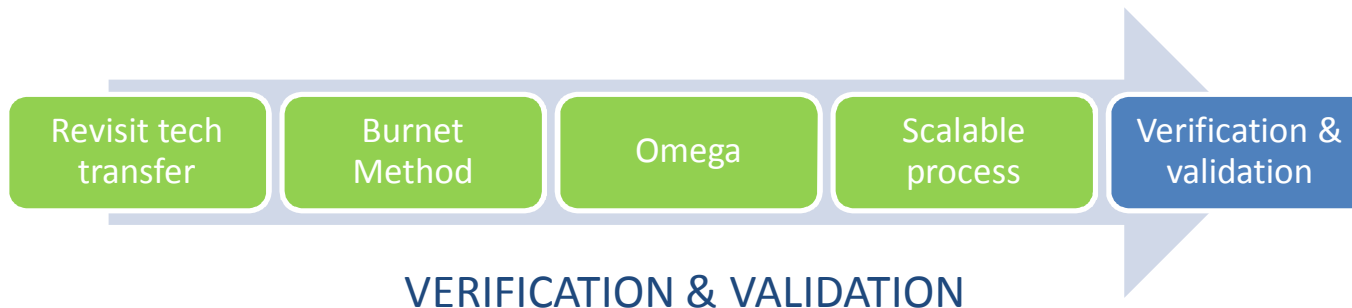 Revisit tech
transfer
Burnet
Method
Omega
Scalable
process
Verification &
validation
VERIFICATION & VALIDATION